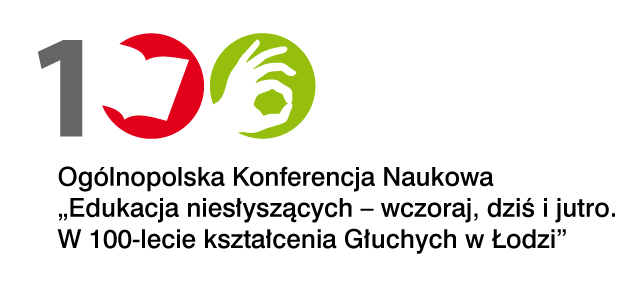 100
Ogólnopolska Konferencja Naukowa
„Edukacja niesłyszących – wczoraj, dziś i jutro.
W 100-lecie kształcenia Głuchych w Łodzi”